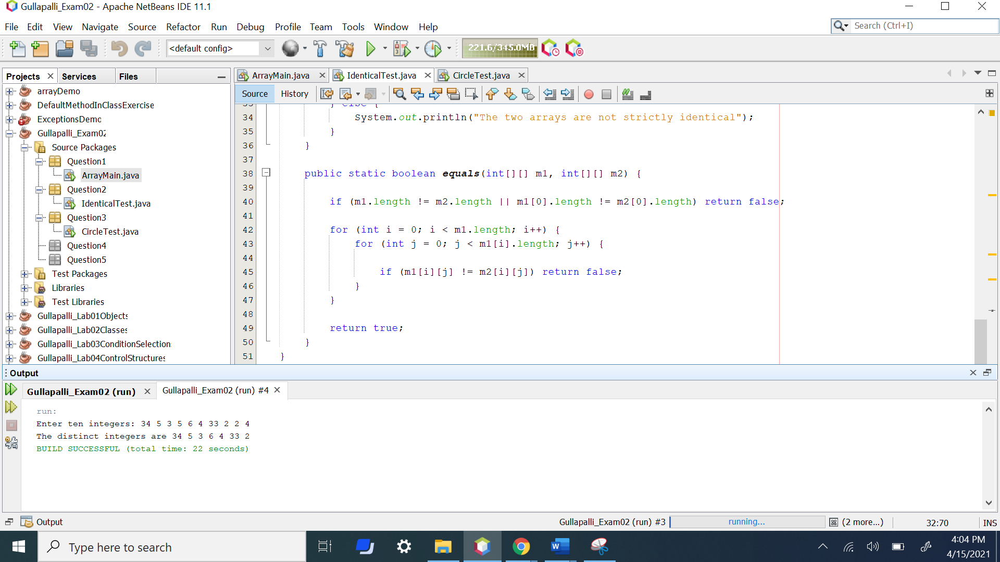 Gullapalli_Exam02 - Apache NetBeans IDE 11.1
File Edit View Navigate Source Refactor Run Debug Profile Team Tools Window Help
Search (Ctrl+I)
<default config>
221.6/345.0MB
Projects Services Files
arrayDemo
DefaultMethodInClassExercise
ExceptionsDemo
Gullapalli_Exam02
Source Packages
Question1
ArrayMain.java
Question2
IdenticalTest.java
Question3
CircleTest.java
Question4
Question5
Test Packages
Libraries
Test Libraries
Gullapalli_Lab01Objects
Gullapalli_Lab02Classes
Gullapalli_Lab03ConditionSelection
Gullapalli_Lab04ControlStructures
ArrayMain.java IdenticalTest.java CircleTest.java
Source History
33 } else {
34 System.out.println("The two arrays are not strictly identical");
35 }
36 }
37
38 public static boolean equals(int[][] m1, int[][] m2) {
39
40 if (m1.length != m2.length || m1[0].length != m2[0].length) return false;
41
42 for (int i = 0; i < m1.length; i++) {
43 for (int j = 0; j < m1[i].length; j++) {
44
45 if (m1[i][j] != m2[i][j]) return false;
46 }
47 }
48
49 return true;
50 }
51 }
Output
Gullapalli_Exam02 (run) Gullapalli_Exam02 (run) #4
run:
Enter ten integers: 34 5 3 5 6 4 33 2 2 4
The distinct integers are 34 5 3 6 4 33 2
BUILD SUCCESSFUL (total time: 22 seconds)
Output
Gullapalli_Exam02 (run) #3 running... (2 more...) 32:70 INS
Type here to search
4:04 PM
4/15/2021